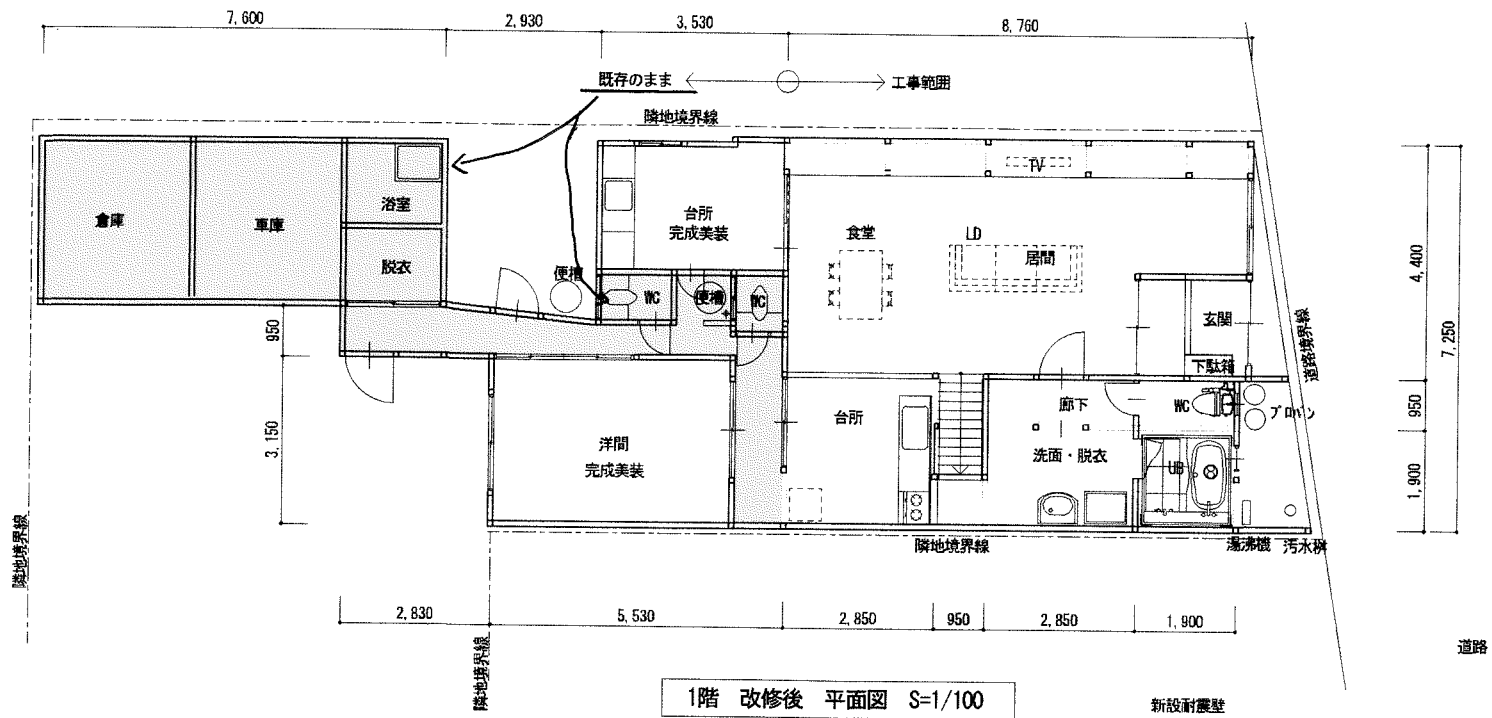 7,600
2,930
3,530
8,760
既存のまま
工事範囲
隣地境界線
TV
倉庫
車庫
浴室
脱衣
台所
完成美装
食堂
LD
居間
便槽
WC
便槽
WC
玄関
下駄箱
道路境界線
4,400
7,250
950
1,900
950
3,150
洋間
完成美装
台所
廊下
洗面・脱衣
WC
プロパン
UB
隣地境界線
湯沸機
汚水桝
隣地境界線
隣地境界線
2,830
5,530
2,850
950
2,850
1,900
道路
1階 改修後 平面図 S=1/100
新設耐震壁